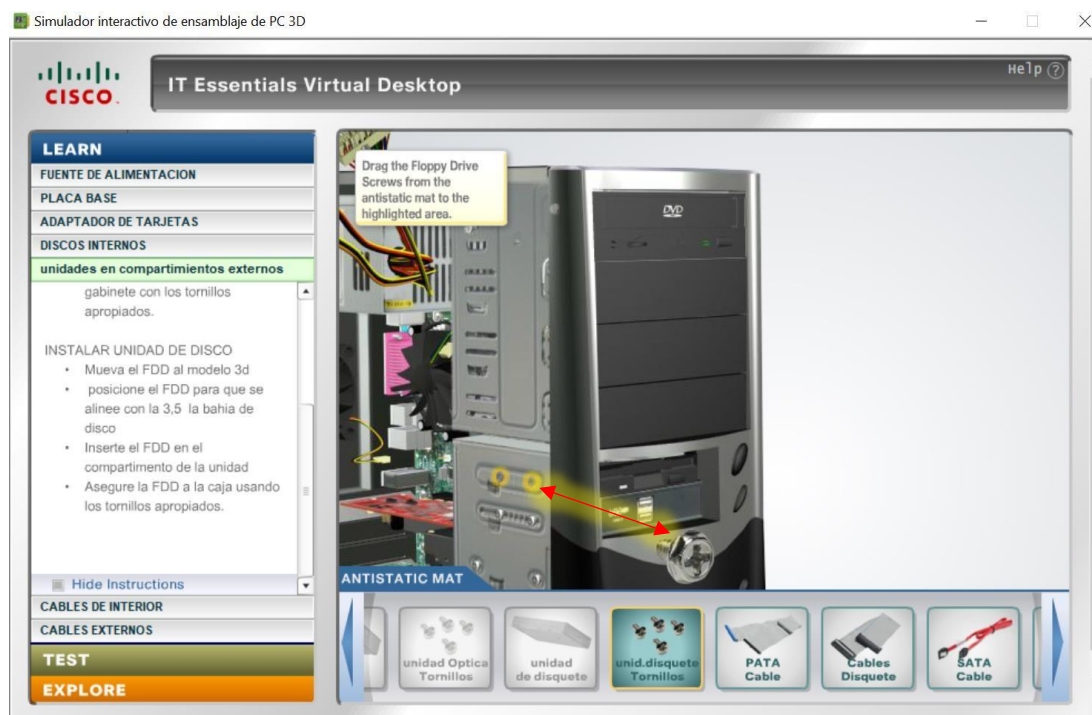 Simulador interactivo de ensamblaje de PC 3D
CISCO
IT Essentials Virtual Desktop
Help ?
LEARN
FUENTE DE ALIMENTACION
PLACA BASE
ADAPTADOR DE TARJETAS
DISCOS INTERNOS
unidades en compartimientos externos
gabinete con los tornillos
apropiados.
INSTALAR UNIDAD DE DISCO
• Mueva el FDD al modelo 3d
• posicione el FDD para que se
alinee con la 3,5 la bahia de
disco
• Inserte el FDD en el
compartimento de la unidad
• Asegure la FDD a la caja usando
los tornillos apropiados.
Hide Instructions
CABLES DE INTERIOR
CABLES EXTERNOS
TEST
EXPLORE
Drag the Floppy Drive
Screws from the
antistatic mat to the
highlighted area.
DVD
ANTISTATIC MAT
unidad Optica
Tornillos
unidad
de disquete
unid.disquete
Tornillos
PATA
Cable
Cables
Disquete
SATA
Cable